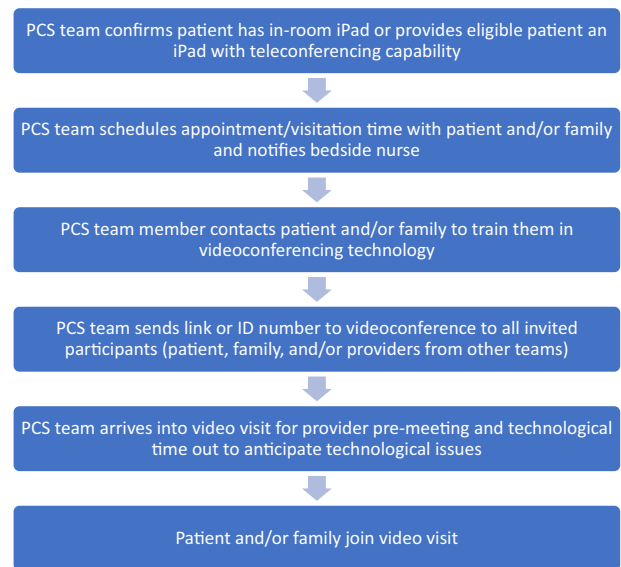 PCS team confirms patient has in-room iPad or provides eligible patient an
iPad with teleconferencing capability
PCS team schedules appointment/visitation time with patient and/or family
and notifies bedside nurse
PCS team member contacts patient and/or family to train them in
videoconferencing technology
PCS team sends link or ID number to videoconference to all invited
participants (patient, family, and/or providers from other teams)
PCS team arrives into video visit for provider pre-meeting and technological
time out to anticipate technological issues
Patient and/or family join video visit